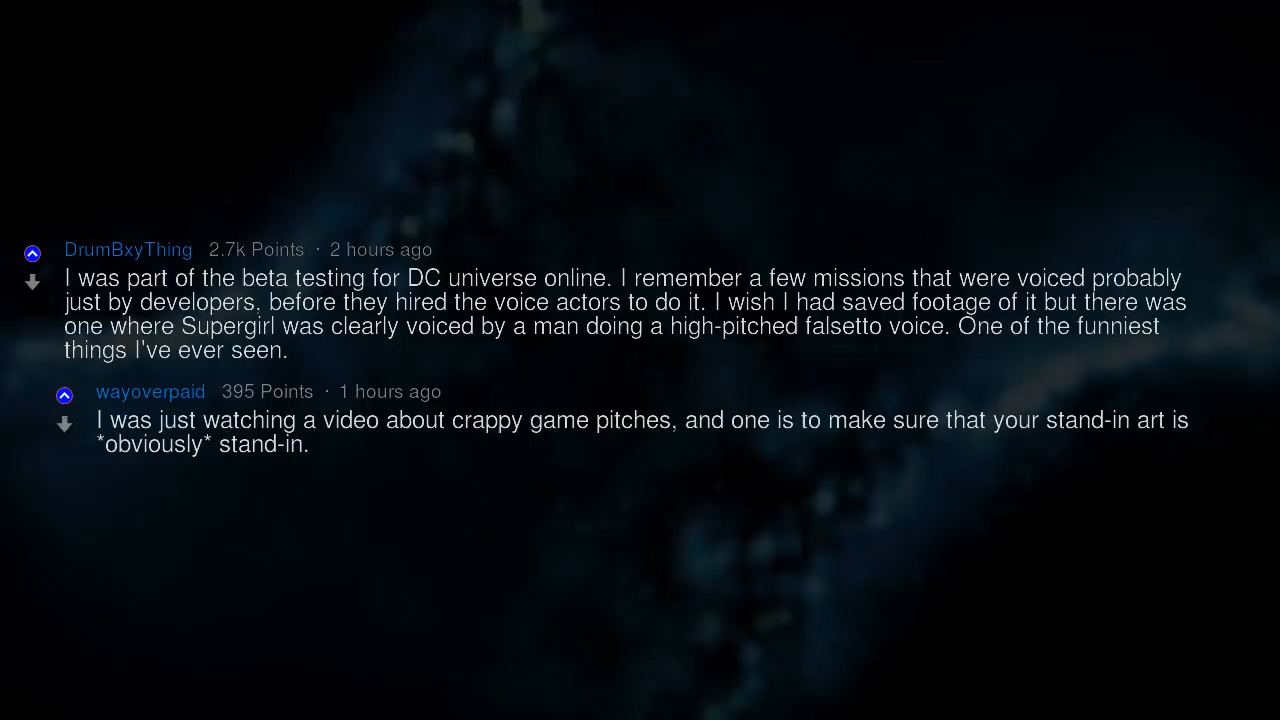 DrumBxyThing 2.7k Points · 2 hours ago
I was part of the beta testing for DC universe online. I remember a few missions that were voiced probably
just by developers, before they hired the voice actors to do it. I wish I had saved footage of it but there was
one where Supergirl was clearly voiced by a man doing a high-pitched falsetto voice. One of the funniest
things I've ever seen.
wayoverpaid 395 Points · 1 hours ago
I was just watching a video about crappy game pitches, and one is to make sure that your stand-in art is
*obviously* stand-in.